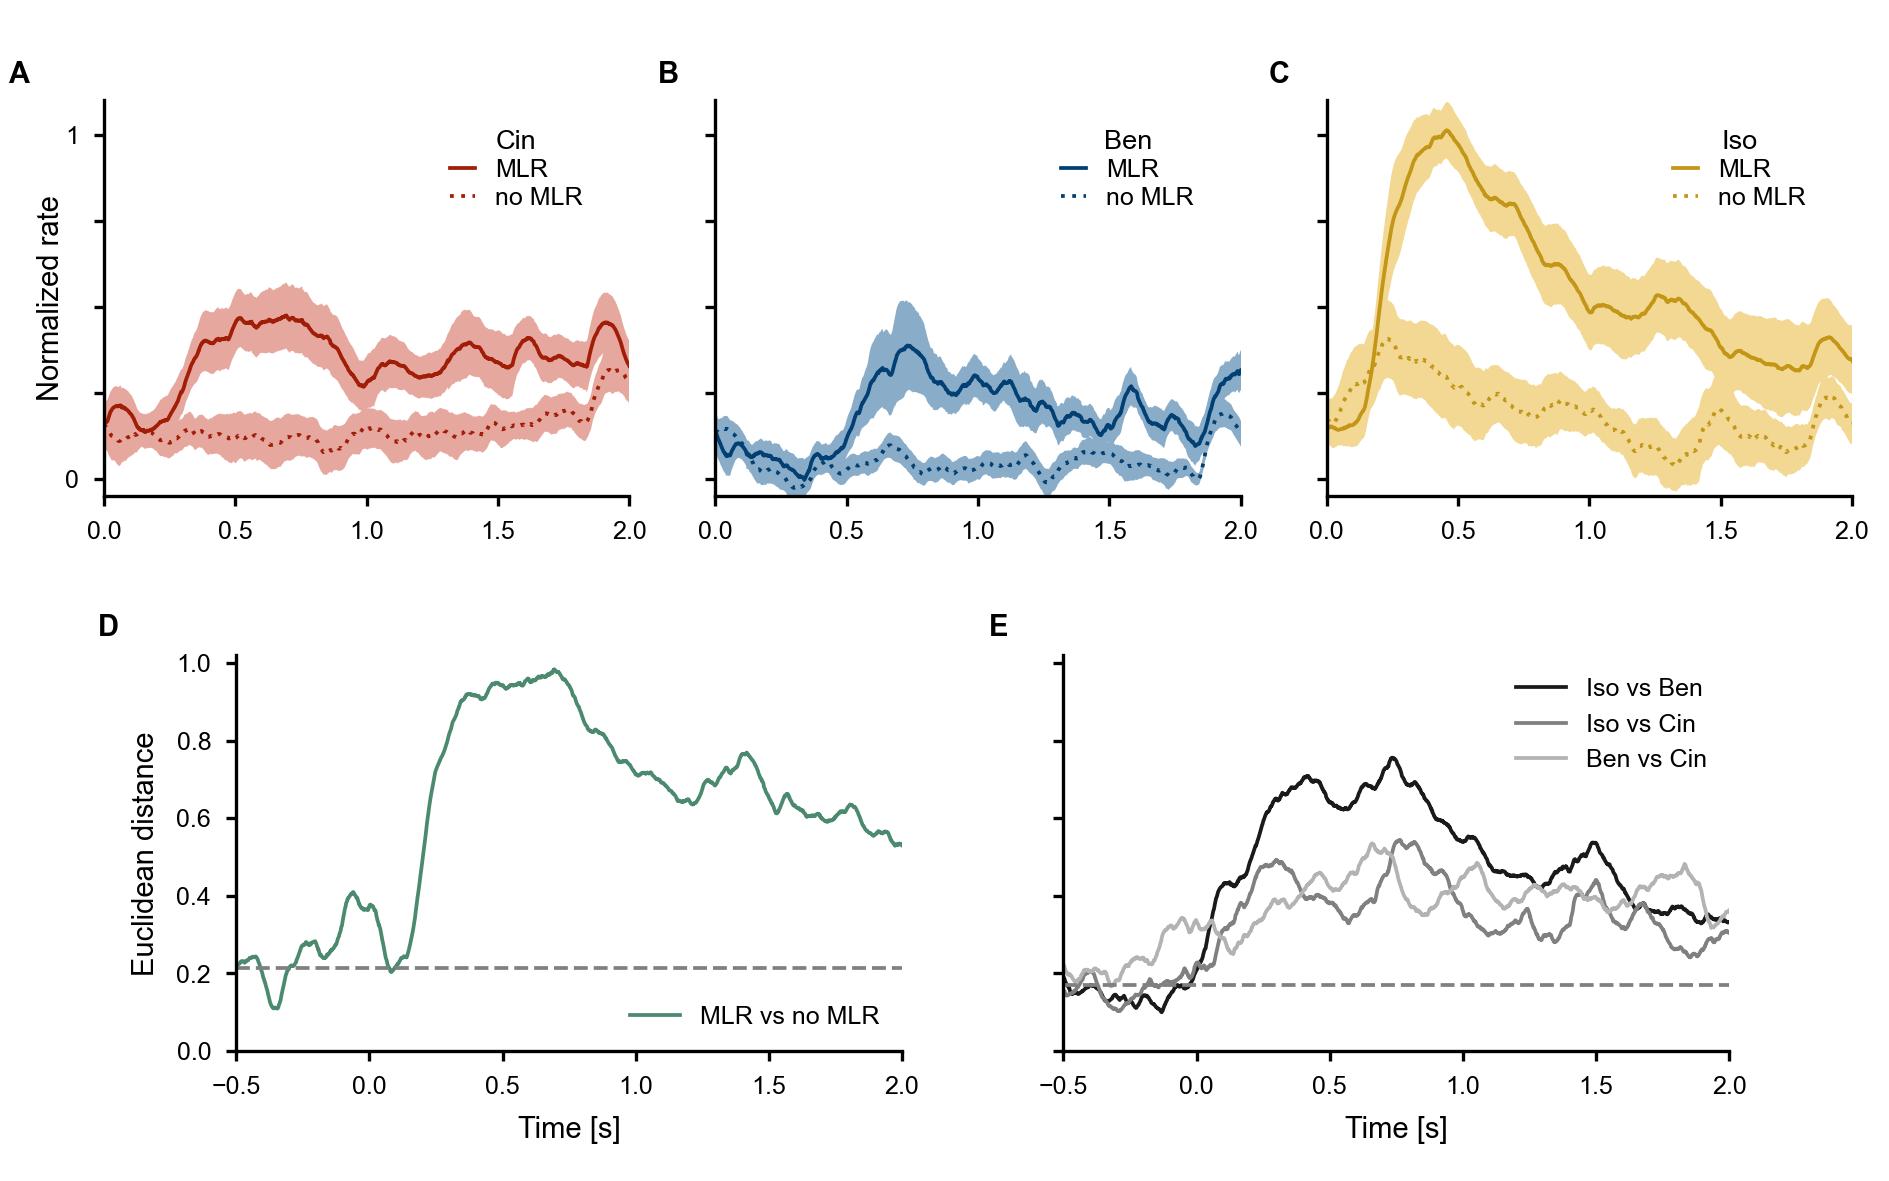 A
B
C
Normalized rate
1
0
Cin
MLR
no MLR
0.0 0.5 1.0 1.5 2.0
Ben
MLR
no MLR
0.0 0.5 1.0 1.5 2.0
Iso
MLR
no MLR
0.0 0.5 1.0 1.5 2.0
D
Euclidean distance
1.0
0.8
0.6
0.4
0.2
0.0
MLR vs no MLR
−0.5 0.0 0.5 1.0 1.5 2.0
Time [s]
E
Iso vs Ben
Iso vs Cin
Ben vs Cin
−0.5 0.0 0.5 1.0 1.5 2.0
Time [s]